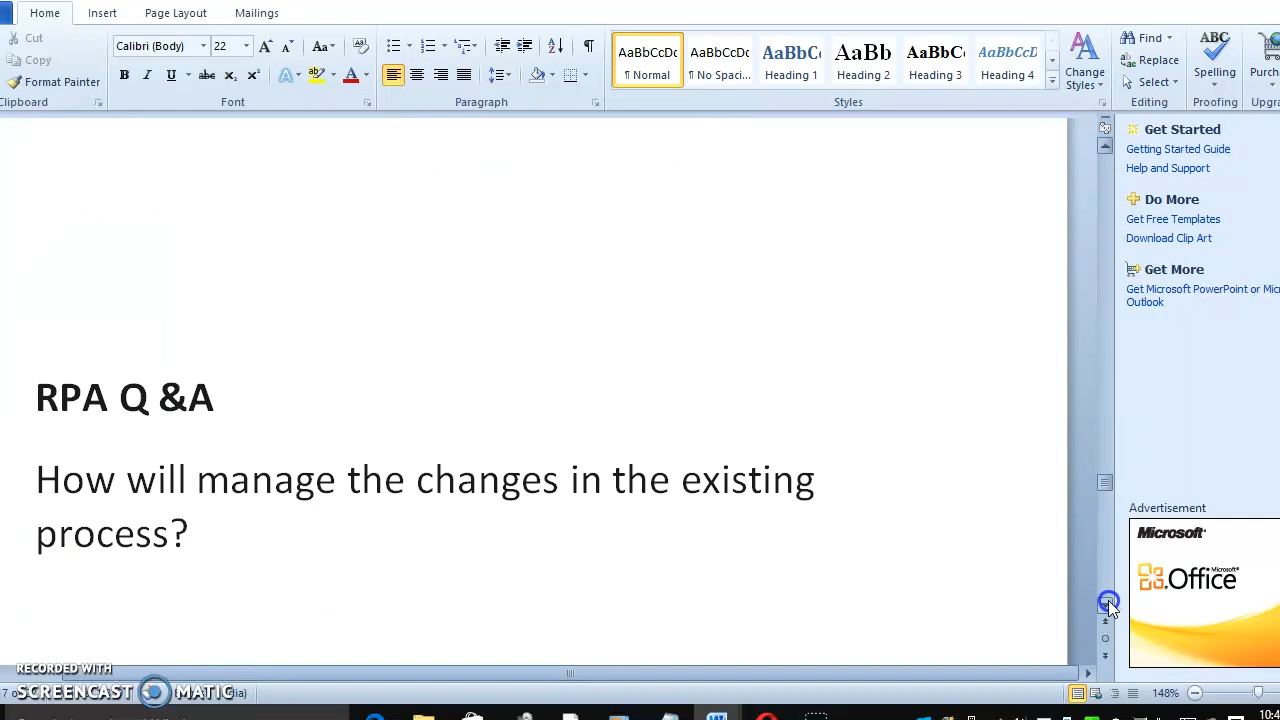 Home Insert Page Layout Mailings
Cut
Copy
Format Painter
Clipboard
Calibri (Body) 22
Font
Paragraph
AaBbCcDc AaBbCcDc AaBbCc AaBb AaBbCc AaBbCcD
¶ Normal ¶ No Spaci... Heading 1 Heading 2 Heading 3 Heading 4
Change
Styles
Styles
Find
Replace
Select
Editing
ABC
Spelling
Proofing
Get Started
Getting Started Guide
Help and Support
Do More
Get Free Templates
Download Clip Art
Get More
Get Microsoft PowerPoint or
Outlook
RPA Q &A
How will manage the changes in the existing
process?
Advertisement
Microsoft
Office
RECORDED WITH
SCREENCAST MATIC
148%